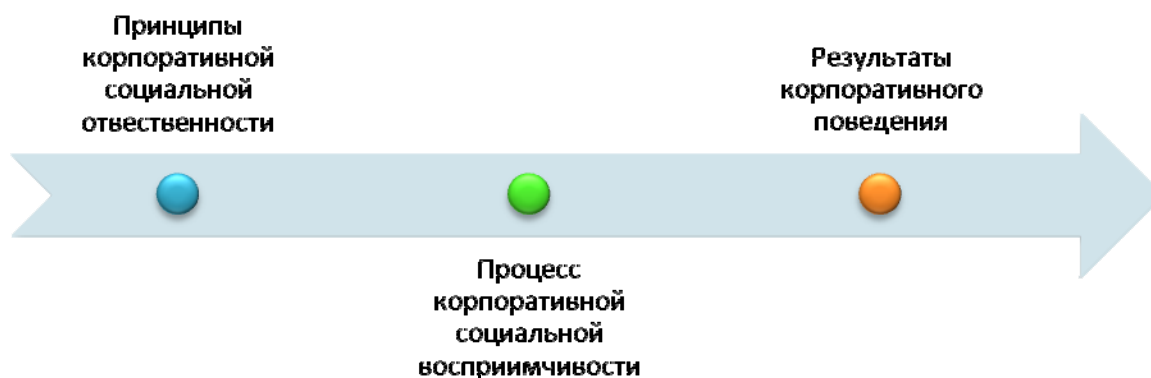 Принципы
корпоративной
социальной
отвественности
Процесс
корпоративной
социальной
восприимчивости
Результаты
корпоративного
поведения